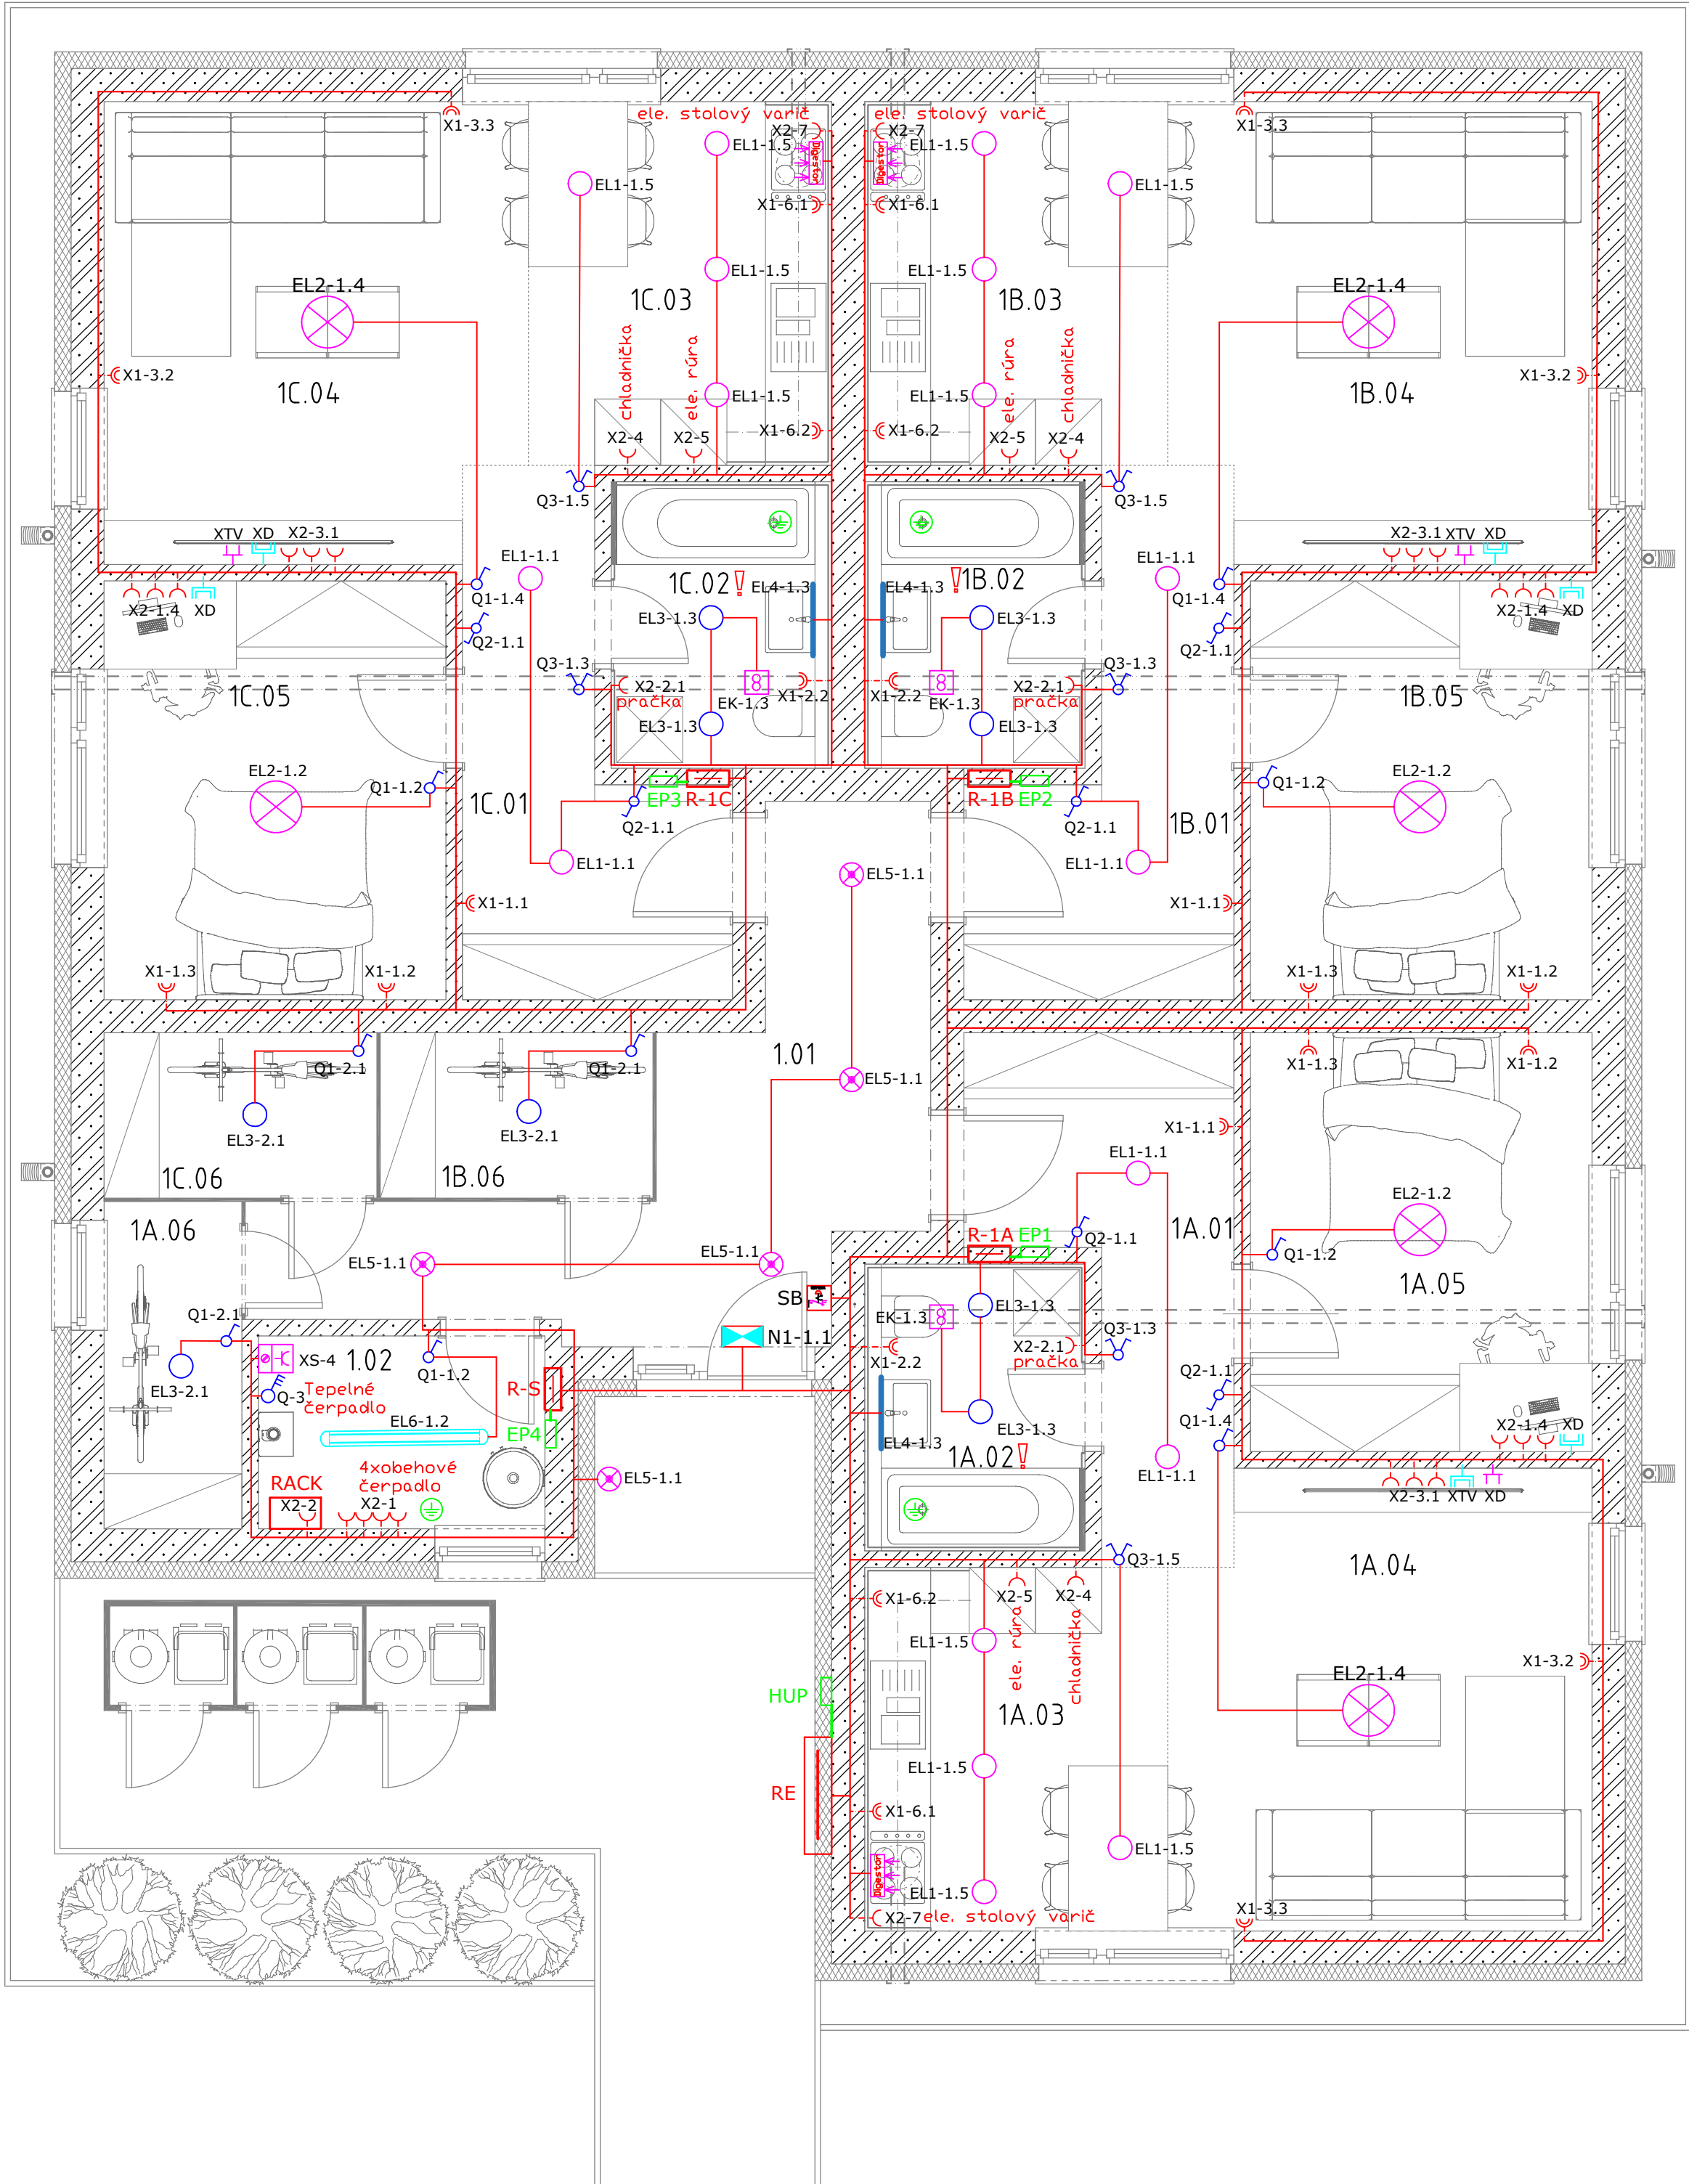 ele. stolový varič
ele. stolový varič
X1-3.3
X2-7
X2-7
X1-3.3
EL1-1.5
Digestor
Digestor
EL1-1.5
EL1-1.5
EL1-1.5
X1-6.1
X1-6.1
EL1-1.5
EL1-1.5
EL2-1.4
1C.03
1B.03
EL2-1.4
X1-3.2
1C.04
chladnička
ele. rúra
EL1-1.5
EL1-1.5
ele. rúra
chladnička
1B.04
X1-3.2
X2-4
X2-5
X1-6.2
X1-6.2
X2-5
X2-4
Q3-1.5
Q3-1.5
XTV
XD
X2-3.1
X2-3.1
XTV
XD
EL1-1.1
EL1-1.1
1C.02!
EL4-1.3
EL4-1.3
!1B.02
X2-1.4
XD
Q1-1.4
Q1-1.4
X2-1.4
XD
EL3-1.3
EL3-1.3
Q2-1.1
Q2-1.1
Q3-1.3
X2-2.1
pračka
EK-1.3
X1-2.2
X1-2.2
EK-1.3
X2-2.1
pračka
Q3-1.3
1C.05
EL3-1.3
EL3-1.3
1B.05
EL2-1.2
Q1-1.2
1C.01
EP3
R-1C
R-1B
EP2
Q1-1.2
EL2-1.2
Q2-1.1
Q2-1.1
1B.01
EL1-1.1
EL5-1.1
EL1-1.1
X1-1.1
X1-1.1
X1-1.3
X1-1.2
X1-1.3
X1-1.2
1.01
Q1-2.1
Q1-2.1
EL5-1.1
X1-1.3
X1-1.2
EL3-2.1
EL3-2.1
X1-1.1
EL1-1.1
1C.06
1B.06
EL2-1.2
1A.06
1A.01
EL5-1.1
EL5-1.1
R-1A
EP1
Q2-1.1
Q1-1.2
1A.05
SB
EL3-1.3
EK-1.3
Q1-2.1
N1-1.1
Q3-1.3
XS-4
1.02
Q1-1.2
X1-2.2
X2-2.1
pračka
EL3-2.1
Q-3
Tepelné
čerpadlo
R-S
Q2-1.1
EL6-1.2
EP4
EL4-1.3
EL3-1.3
Q1-1.4
X2-1.4
XD
4xobehové
čerpadlo
1A.02!
RACK
X2-2
X2-1
EL5-1.1
EL1-1.1
X2-3.1
XTV
XD
Q3-1.5
1A.04
X1-6.2
X2-5
X2-4
EL1-1.5
ele. rúra
chladnička
X1-3.2
EL2-1.4
HUP
1A.03
EL1-1.5
RE
X1-6.1
EL1-1.5
Digestor
EL1-1.5
X2-7
ele. stolový varič
X1-3.3